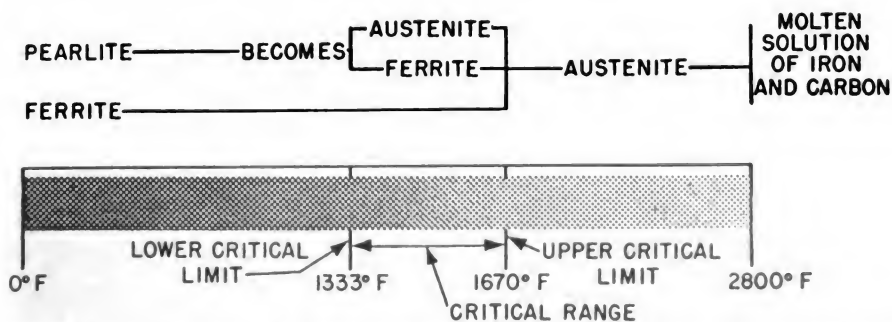 PEARLITE
BECOMES
AUSTENITE
FERRITE
AUSTENITE
MOLTEN
SOLUTION
OF IRON
AND CARBON
FERRITE
LOWER CRITICAL
LIMIT
UPPER CRITICAL
LIMIT
0° F
1333° F
1670° F
2800° F
CRITICAL RANGE